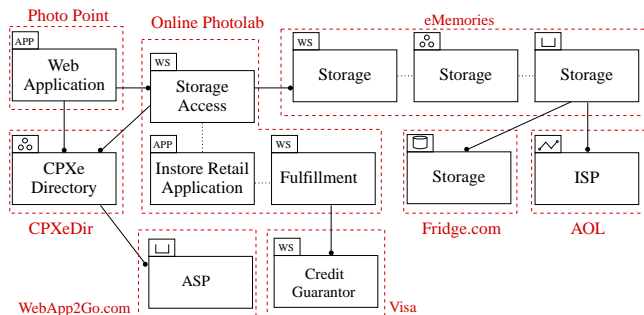 Photo Point
Online Photolab
eMemories
APP
Web
Application
WS
Storage
Access
WS
Storage
Storage
Storage
CPXe
Directory
APP
Instore Retail
Application
WS
Fulfillment
Storage
ISP
CPXeDir
Fridge.com
AOL
ASP
WS
Credit
Guarantor
WebApp2Go.com
Visa